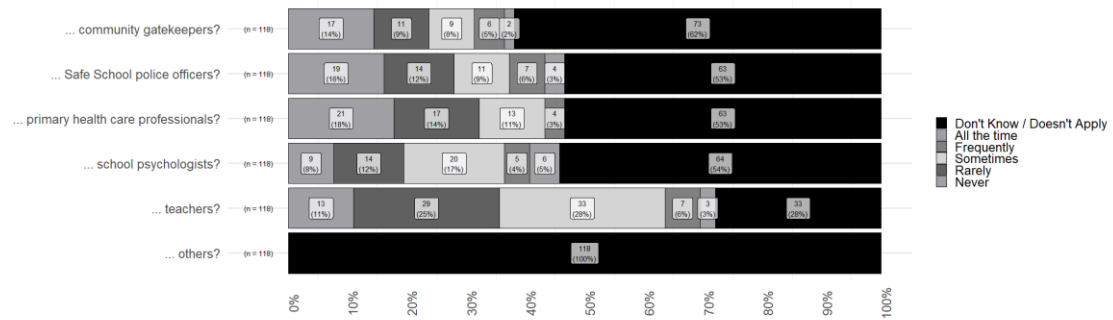 ... community gatekeepers? (n = 118) 17 (14%) 11 (9%) 9 (8%) 6 (5%) 2 (2%) 73 (62%)
... Safe School police officers? (n = 118) 19 (16%) 14 (12%) 11 (9%) 7 (6%) 4 (3%) 63 (53%)
... primary health care professionals? (n = 118) 21 (18%) 17 (14%) 13 (11%) 4 (3%) 63 (53%)
... school psychologists? (n = 118) 9 (8%) 14 (12%) 20 (17%) 5 (4%) 6 (5%) 64 (54%)
... teachers? (n = 118) 13 (11%) 29 (25%) 33 (28%) 7 (6%) 3 (3%) 33 (28%)
... others? (n = 118) 118 (100%)
0% 10% 20% 30% 40% 50% 60% 70% 80% 90% 100%
Don't Know / Doesn't Apply
All the time
Frequently
Sometimes
Rarely
Never